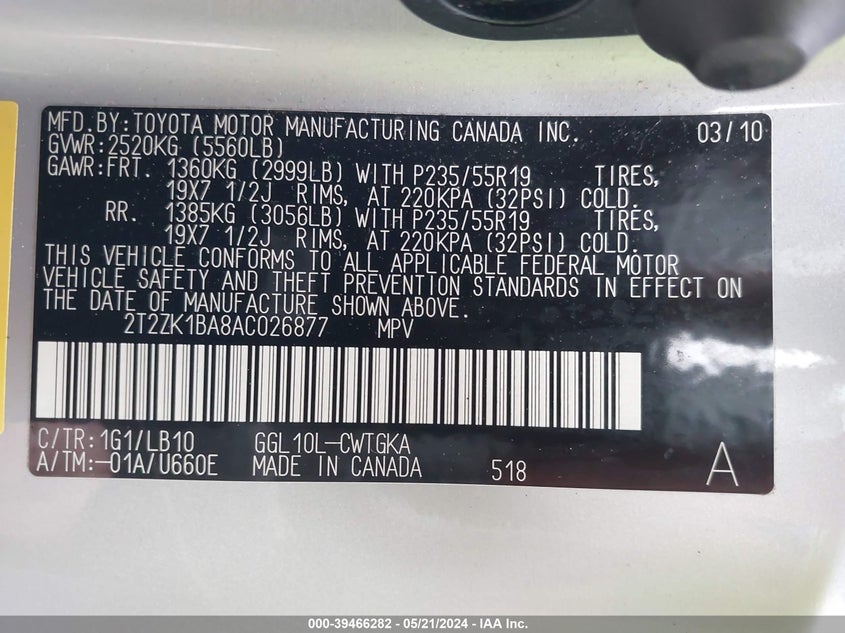 MFD.BY:TOYOTA MOTOR MANUFACTURING CANADA INC. 03/10
GVWR:2520KG (5560LB)
GAWR:FRT. 1360KG (2999LB) WITH P235/55R19 TIRES,
19X7 1/2J RIMS, AT 220KPA (32PSI) COLD.
RR. 1385KG (3056LB) WITH P235/55R19 TIRES,
19X7 1/2J RIMS, AT 220KPA (32PSI) COLD.
THIS VEHICLE CONFORMS TO ALL APPLICABLE FEDERAL MOTOR
VEHICLE SAFETY AND THEFT PREVENTION STANDARDS IN EFFECT ON
THE DATE OF MANUFACTURE SHOWN ABOVE.
2T2ZK1BA8AC026877 MPV
C/TR:1G1/LB10 GGL10L-CWTGKA
A/TM:-01A/U660E MADE IN CANADA 518 A
000-39466282 - 05/21/2024 - IAA Inc.